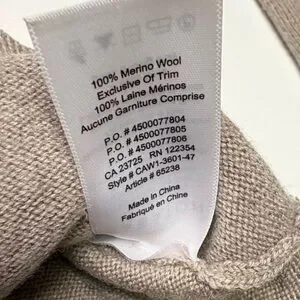 100% Merino Wool
Exclusive Of Trim
100% Laine Mérinos
Aucune Garniture Comprise
P.O. # 4500077804
P.O. # 4500077805
P.O. # 4500077806
CA 23725 RN 122354
Style # CAW1-3601-47
Article # 65238
Made in China
Fabriqué en Chine